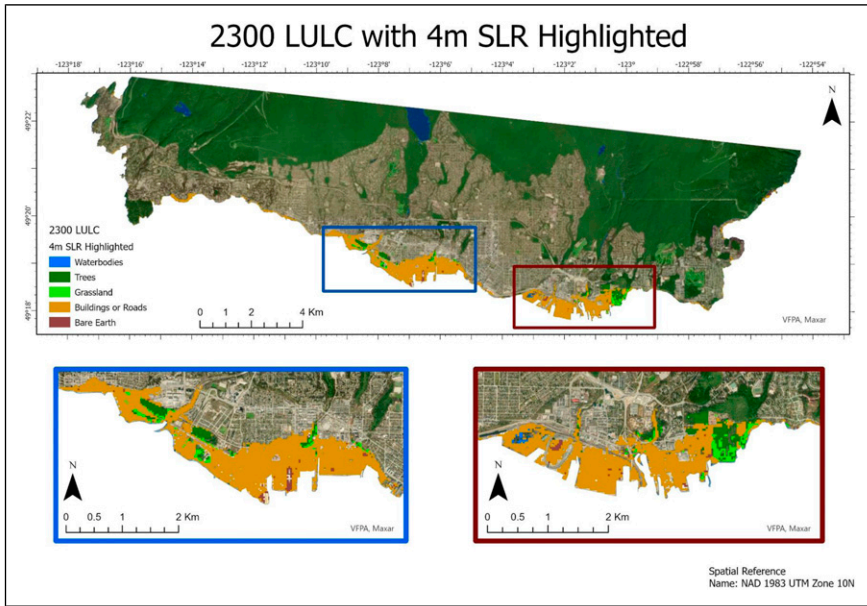 2300 LULC with 4m SLR Highlighted
-123°18' -123°16' -123°14' -123°12' -123°10' -123°8' -123°6' -123°4' -123°2' -123°0' -122°58' -122°56' -122°54'
49°22'
49°20'
49°18'
N
2300 LULC
4m SLR Highlighted
Waterbodies
Trees
Grassland
Buildings or Roads
Bare Earth
0 2 4 Km
VFPA, Maxar
N
0 0.5 1 2 Km
VFPA, Maxar
N
0 0.5 1 2 Km
VFPA, Maxar
Spatial Reference
Name: NAD 1983 UTM Zone 10N